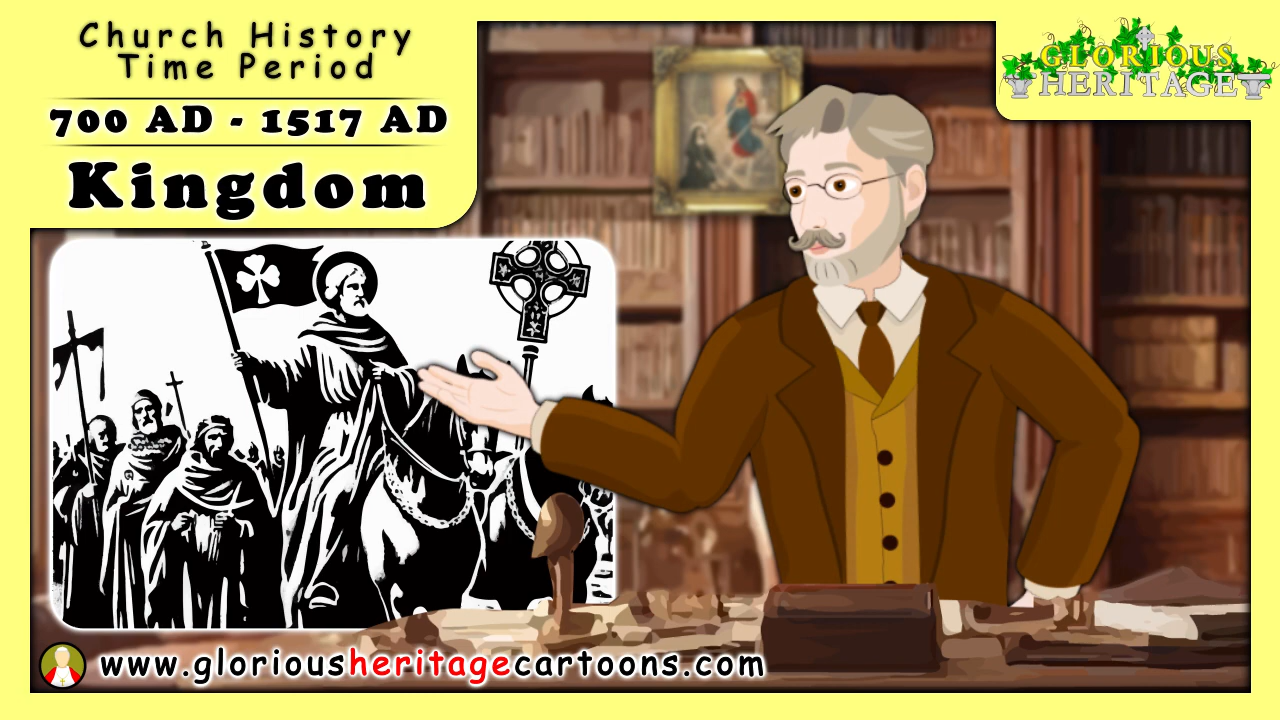 Church History
Time Period
700 AD - 1517 AD
Kingdom
GLORIOUS
HERITAGE
www.gloriousheritagecartoons.com